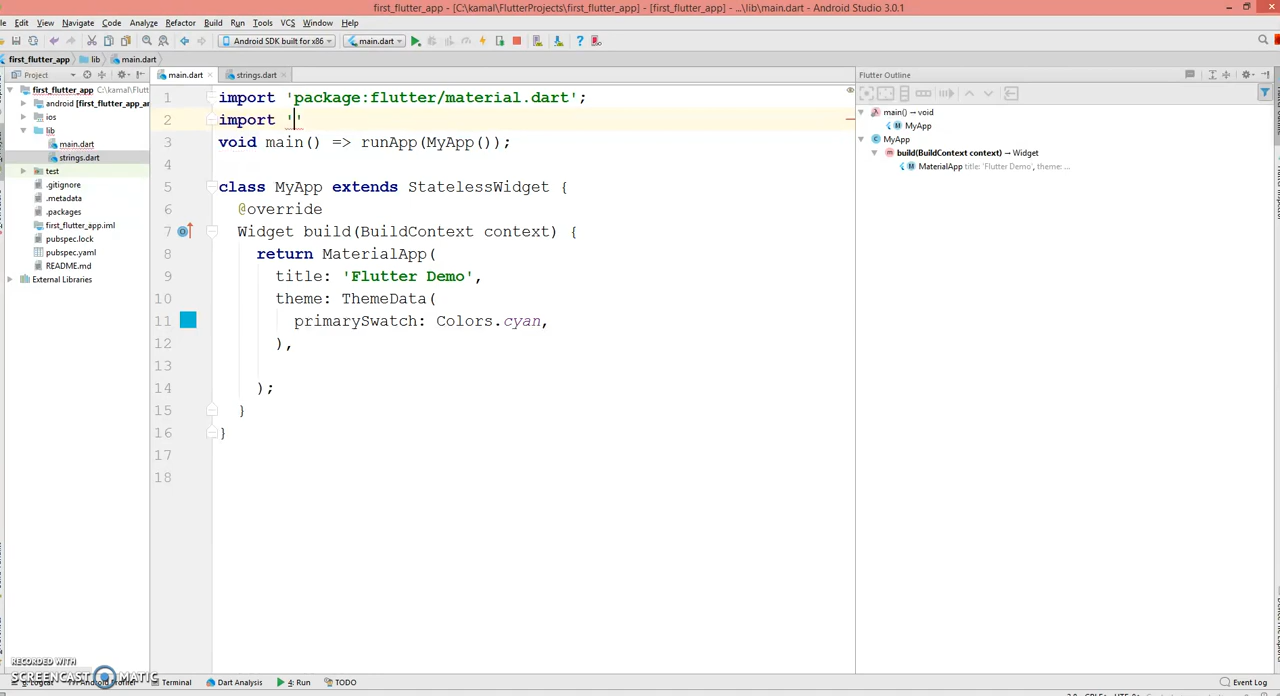 first_flutter_app - [C:\kamal\FlutterProjects\first_flutter_app] - [first_flutter_app] - ...\lib\main.dart - Android Studio 3.0.1
Edit View Navigate Code Analyze Refactor Build Run Tools VCS Window Help
Android SDK built for x86 main.dart
first_flutter_app lib main.dart
Project main.dart strings.dart Flutter Outline
first_flutter_app C:\kamal\Flutt
android [first_flutter_app_an
ios
lib
main.dart
strings.dart
test
.gitignore
.metadata
.packages
first_flutter_app.iml
pubspec.lock
pubspec.yaml
README.md
External Libraries
1 import 'package:flutter/material.dart';
2 import ''
3 void main() => runApp(MyApp());
4
5 class MyApp extends StatelessWidget {
6 @override
7 Widget build(BuildContext context) {
8 return MaterialApp(
9 title: 'Flutter Demo',
10 theme: ThemeData(
11 primarySwatch: Colors.cyan,
12 ),
13
14 );
15 }
16 }
17
18
main() → void
MyApp
MyApp
build(BuildContext context) → Widget
MaterialApp title: 'Flutter Demo', theme: ...
RECORDED WITH
SCREENCAST MATIC
Terminal Dart Analysis 4: Run TODO Event Log